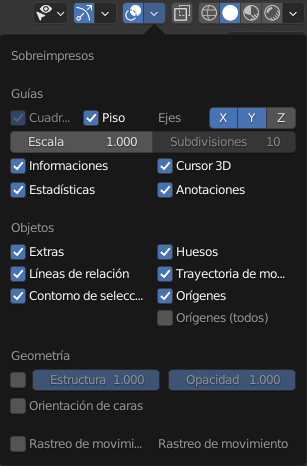 Sobreimpresos
Guías
Cuadr... Piso Ejes X Y Z
Escala 1.000 Subdivisiones 10
Informaciones Cursor 3D
Estadísticas Anotaciones
Objetos
Extras Huesos
Líneas de relación Trayectoria de mo...
Contorno de selecc... Orígenes
Orígenes (todos)
Geometría
Estructura 1.000 Opacidad 1.000
Orientación de caras
Rastreo de movimi... Rastreo de movimiento